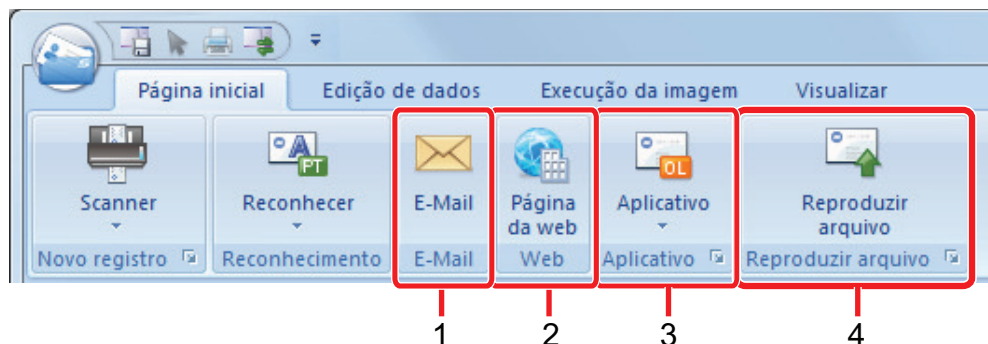 Página inicial Edição de dados Execução da imagem Visualizar
A
PT
OL
Scanner Reconhecer E-Mail Página Aplicativo Reproduzir
da web arquivo
Novo registro Reconhecimento E-Mail Web Aplicativo Reproduzir arquivo
1 2 3 4